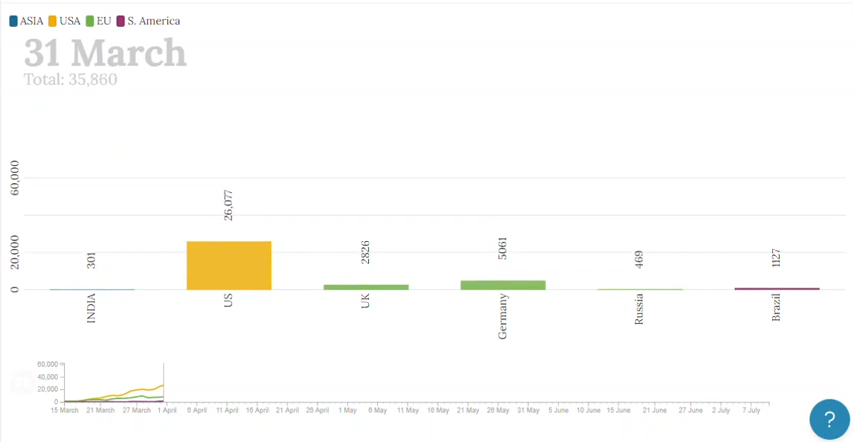 ASIA USA EU S. America
31 March
Total: 35,860
60,000
20,000
0
301
26,077
2826
5061
469
1127
INDIA
US
UK
Germany
Russia
Brazil
60,000
40,000
20,000
0
15 March 21 March 27 March 1 April 6 April 11 April 16 April 21 April 26 April 1 May 6 May 11 May 16 May 21 May 26 May 31 May 5 June 10 June 15 June 21 June 27 June 2 July 7 July
?